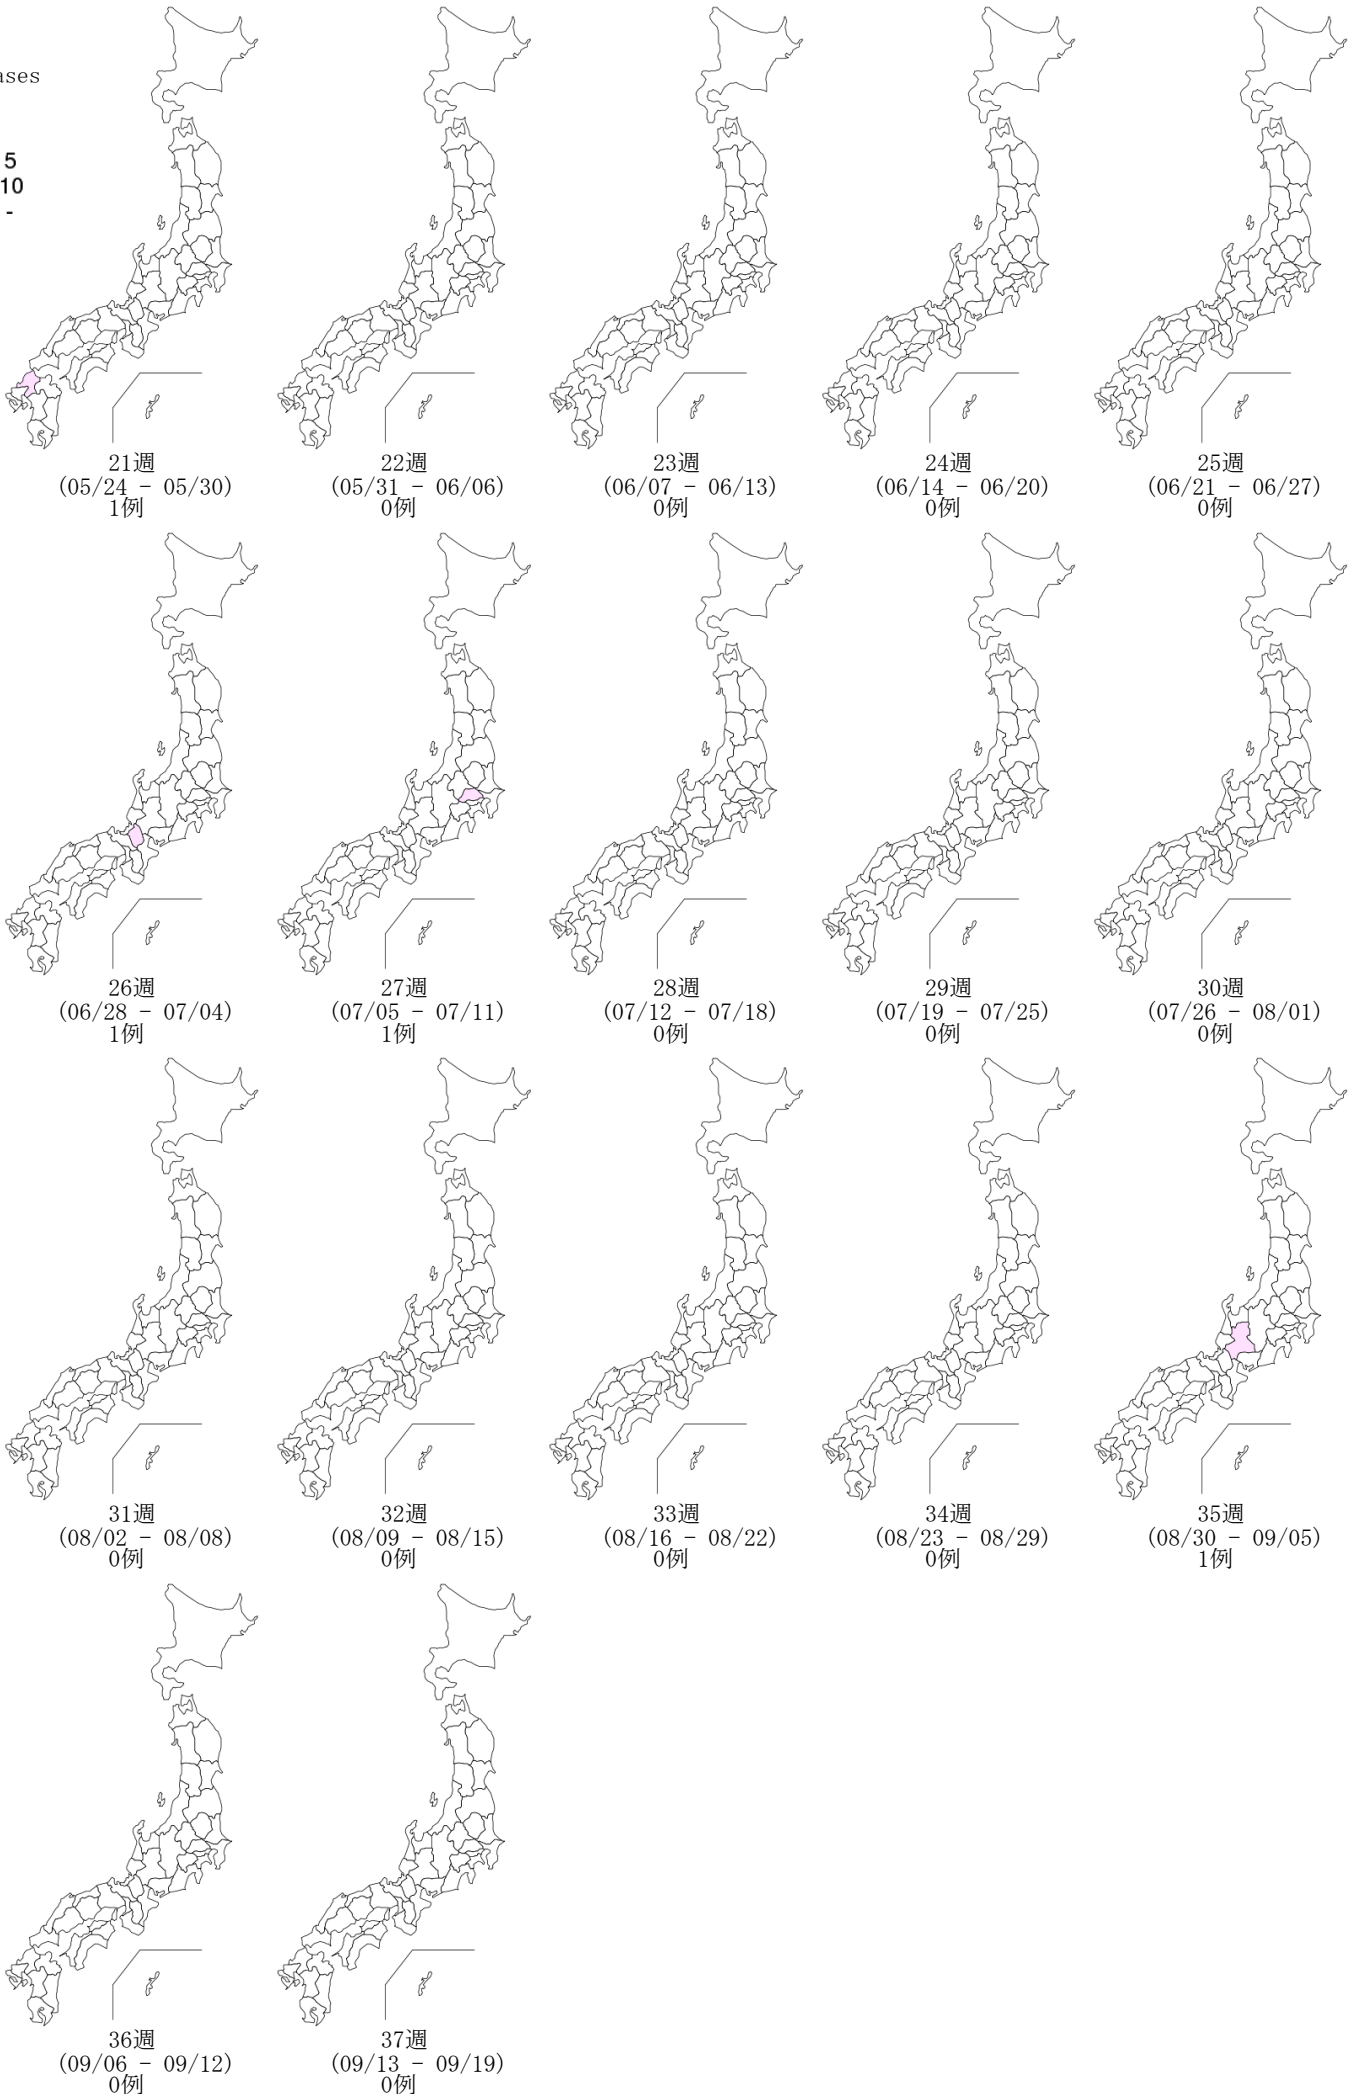 ases
5
10
-
21週
(05/24 - 05/30)
1例
22週
(05/31 - 06/06)
0例
23週
(06/07 - 06/13)
0例
24週
(06/14 - 06/20)
0例
25週
(06/21 - 06/27)
0例
26週
(06/28 - 07/04)
1例
27週
(07/05 - 07/11)
1例
28週
(07/12 - 07/18)
0例
29週
(07/19 - 07/25)
0例
30週
(07/26 - 08/01)
0例
31週
(08/02 - 08/08)
0例
32週
(08/09 - 08/15)
0例
33週
(08/16 - 08/22)
0例
34週
(08/23 - 08/29)
0例
35週
(08/30 - 09/05)
1例
36週
(09/06 - 09/12)
0例
37週
(09/13 - 09/19)
0例